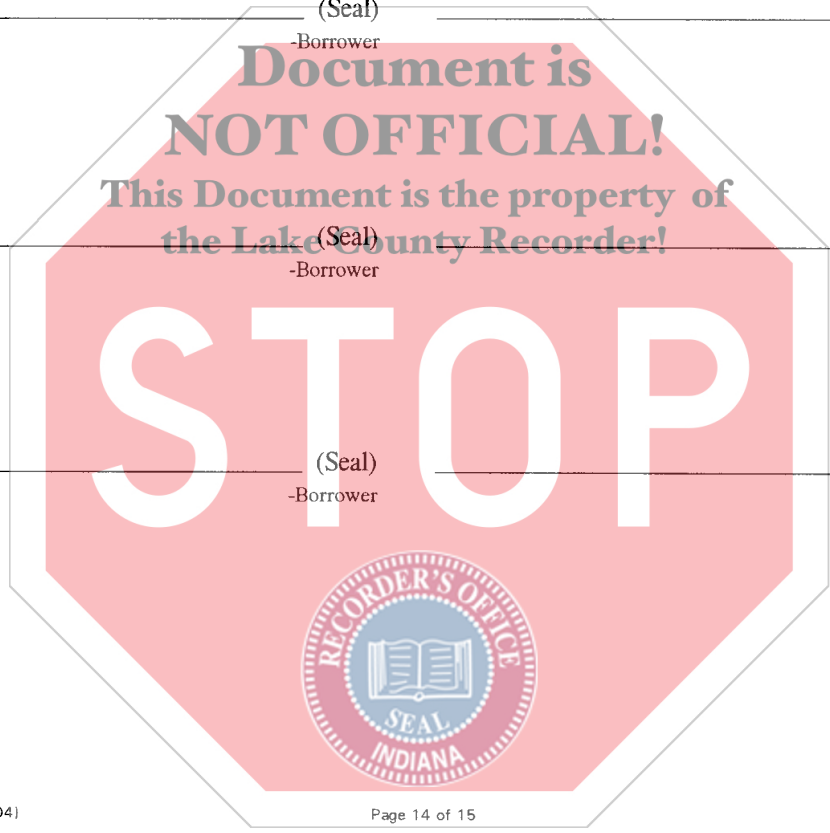 (Seal)
-Borrower
Document is
NOT OFFICIAL!
This Document is the property of
the Lake County Recorder!
(Seal)
-Borrower
STOP
(Seal)
-Borrower
RECORDER'S OFFICE
SEAL
INDIANA
04)
Page 14 of 15